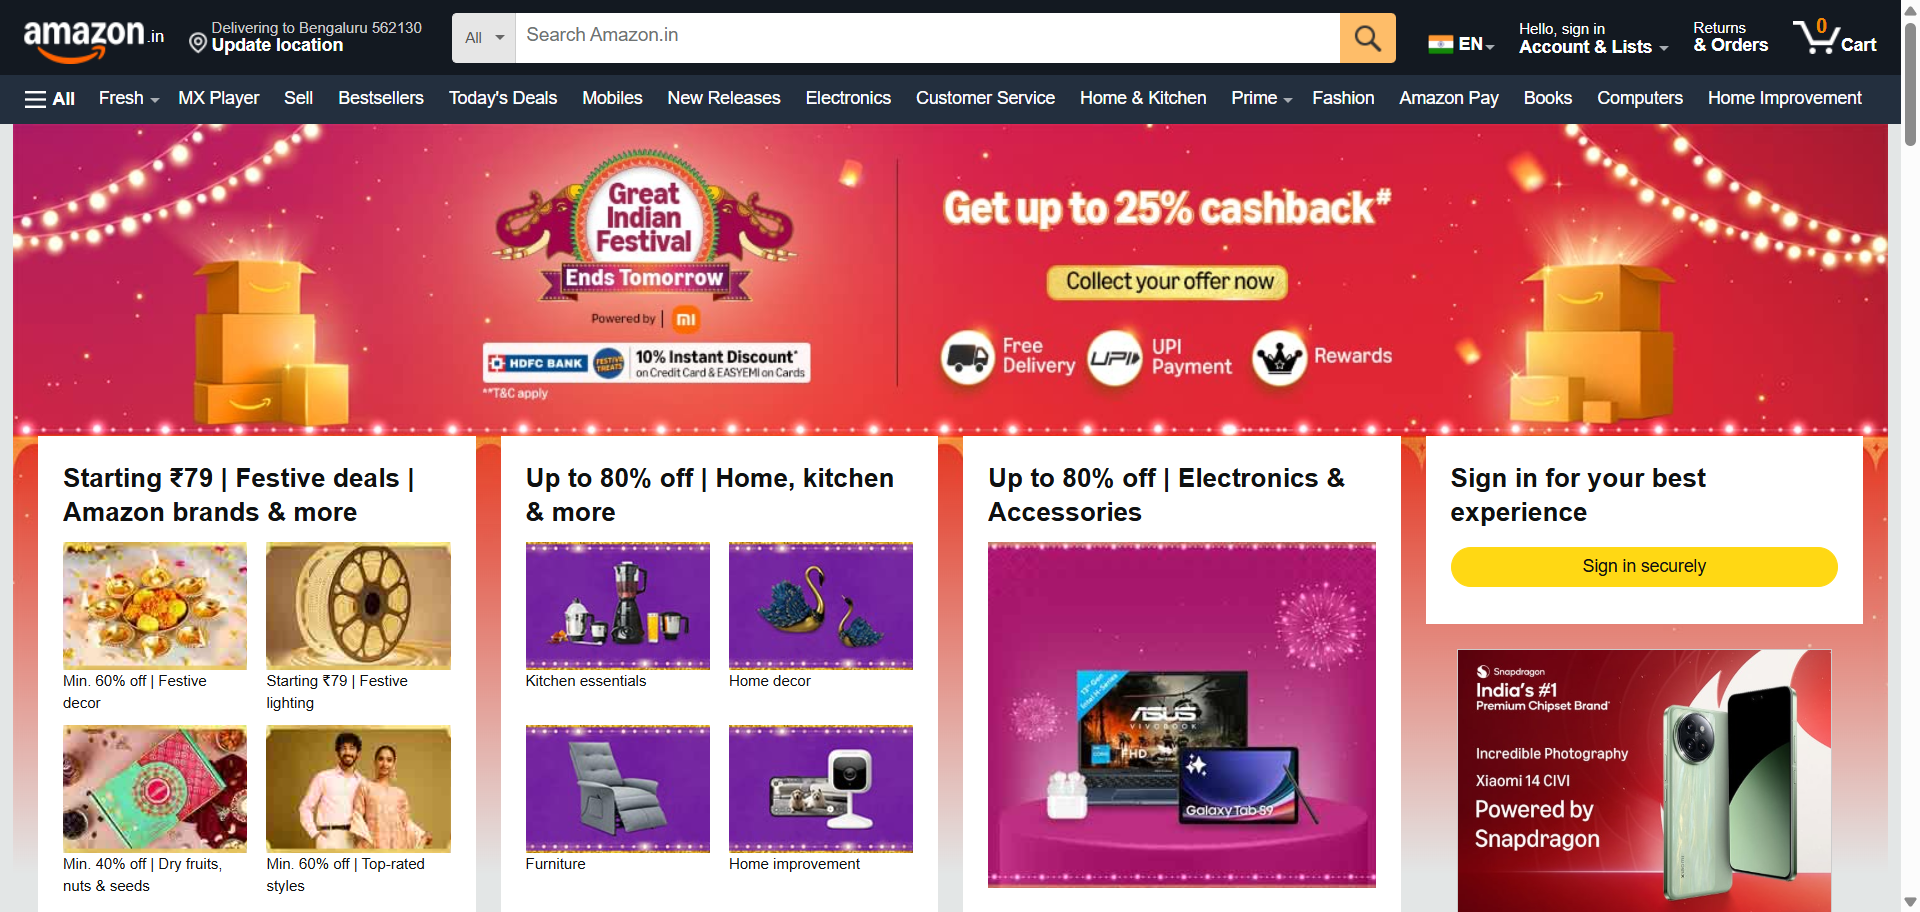 amazon.in
Delivering to Bengaluru 562130
Update location
All
Search Amazon.in
EN
Hello, sign in
Account & Lists
Returns
& Orders
0
Cart
All
Fresh
MX Player
Sell
Bestsellers
Today's Deals
Mobiles
New Releases
Electronics
Customer Service
Home & Kitchen
Prime
Fashion
Amazon Pay
Books
Computers
Home Improvement
Great
Indian
Festival
Ends Tomorrow
Powered by
mi
HDFC BANK
FESTIVE
TREATS
10% Instant Discount*
on Credit Card & EASYEMI on Cards
**T&C apply
Get up to 25% cashback#
Collect your offer now
Free
Delivery
UPI
UPI
Payment
Rewards
Starting ₹79 | Festive deals |
Amazon brands & more
Min. 60% off | Festive
decor
Starting ₹79 | Festive
lighting
Min. 40% off | Dry fruits,
nuts & seeds
Min. 60% off | Top-rated
styles
Up to 80% off | Home, kitchen
& more
Kitchen essentials
Home decor
Furniture
Home improvement
Up to 80% off | Electronics &
Accessories
13th Gen
Intel H-Series
ASUS
VIVOBOOK
FHD
Galaxy Tab S9
Sign in for your best
experience
Sign in securely
Snapdragon
India's #1
Premium Chipset Brand*
Incredible Photography
Xiaomi 14 CIVI
Powered by
Snapdragon